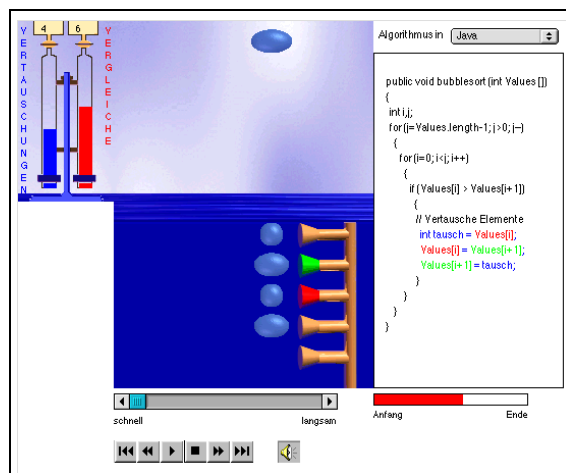 4 6
VERTAUSCHUNGEN
VERGLEICHE
Algorithmus in Java
public void bubblesort (int Values [])
{
int i,j;
for(j=Values.length-1; j>0; j-)
{
for(i=0; i<j; i++)
{
if (Values[i] > Values[i+1])
{
// Vertausche Elemente
int tausch = Values[i];
Values[i] = Values[i+1];
Values[i+1] = tausch;
}
}
}
}
schnell langsam
Anfang Ende